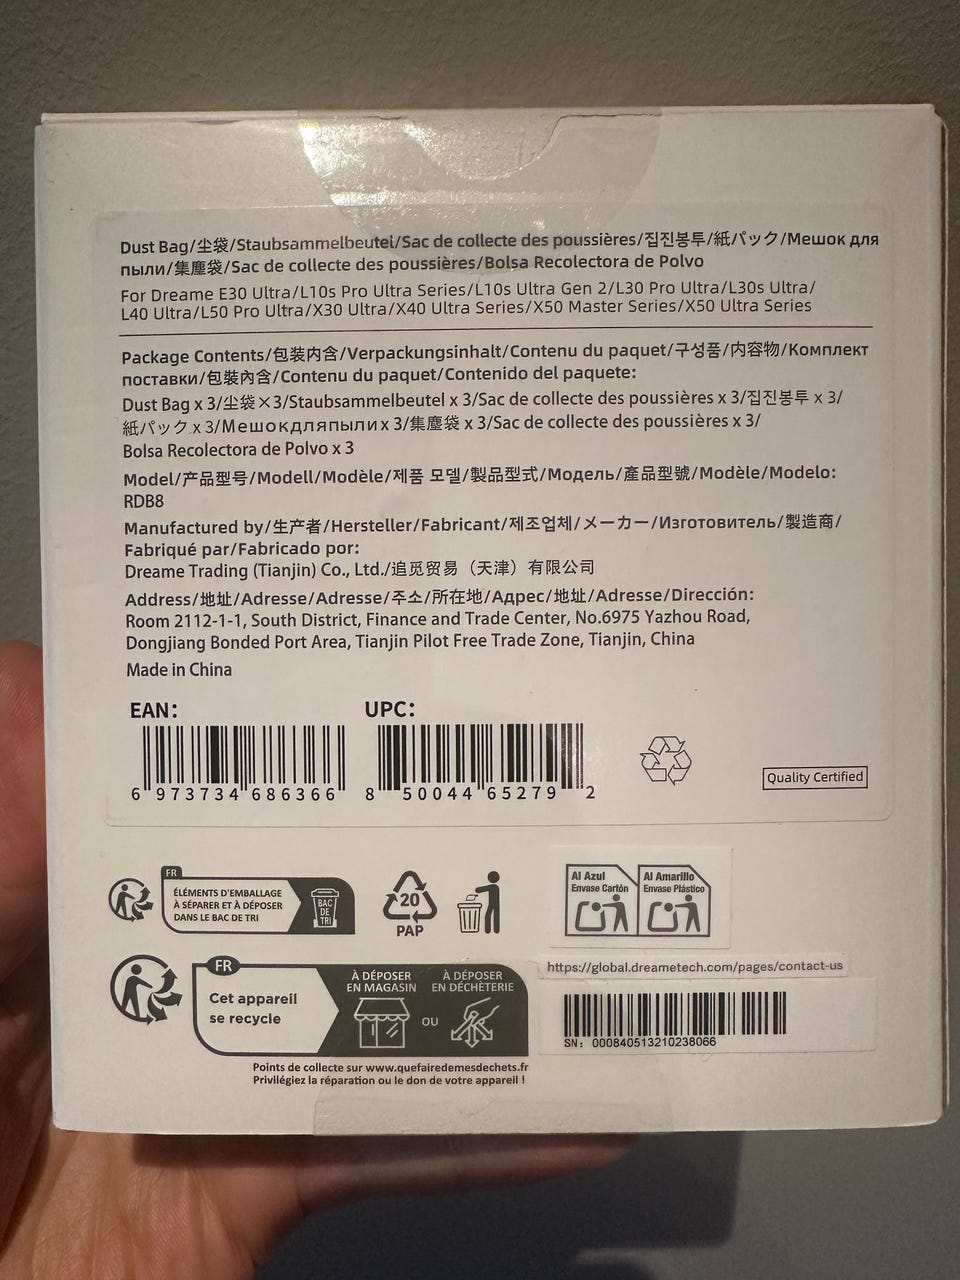 Dust Bag/尘袋/Staubsammelbeutel/Sac de collecte des poussières/집진봉투/紙パック/Мешок для
пыли/集塵袋/Sac de collecte des poussières/Bolsa Recolectora de Polvo
For Dreame E30 Ultra/L10s Pro Ultra Series/L10s Ultra Gen 2/L30 Pro Ultra/L30s Ultra/
L40 Ultra/L50 Pro Ultra/X30 Ultra/X40 Ultra Series/X50 Master Series/X50 Ultra Series
Package Contents/包装内含/Verpackungsinhalt/Contenu du paquet/구성품/内容物/Комплект
поставки/包裝內含/Contenu du paquet/Contenido del paquete:
Dust Bag x 3/尘袋×3/Staubsammelbeutel x 3/Sac de collecte des poussières x 3/집진봉투 x 3/
紙パック x 3/Мешокдляпыли x 3/集塵袋 x 3/Sac de collecte des poussières x 3/
Bolsa Recolectora de Polvo x 3
Model/产品型号/Modell/Modèle/제품 모델/製品型式/Модель/產品型號/Modèle/Modelo:
RDB8
Manufactured by/生产者/Hersteller/Fabricant/제조업체/メーカー/Изготовитель/製造商/
Fabriqué par/Fabricado por:
Dreame Trading (Tianjin) Co., Ltd./追觅贸易（天津）有限公司
Address/地址/Adresse/Adresse/주소/所在地/Адрес/地址/Adresse/Dirección:
Room 2112-1-1, South District, Finance and Trade Center, No.6975 Yazhou Road,
Dongjiang Bonded Port Area, Tianjin Pilot Free Trade Zone, Tianjin, China
Made in China
EAN: UPC:
6 973734 686366 8 50044 65279 2
Quality Certified
FR
ÉLÉMENTS D'EMBALLAGE
À SÉPARER ET À DÉPOSER
DANS LE BAC DE TRI
BAC
DE
TRI
20
PAP
Al Azul
Envase Cartón
Al Amarillo
Envase Plástico
FR
Cet appareil
se recycle
À DÉPOSER
EN MAGASIN
OU
À DÉPOSER
EN DÉCHÈTERIE
Points de collecte sur www.quefairedemesdechets.fr
Privilégiez la réparation ou le don de votre appareil !
https://global.dreametech.com/pages/contact-us
SN: 000840513210238066